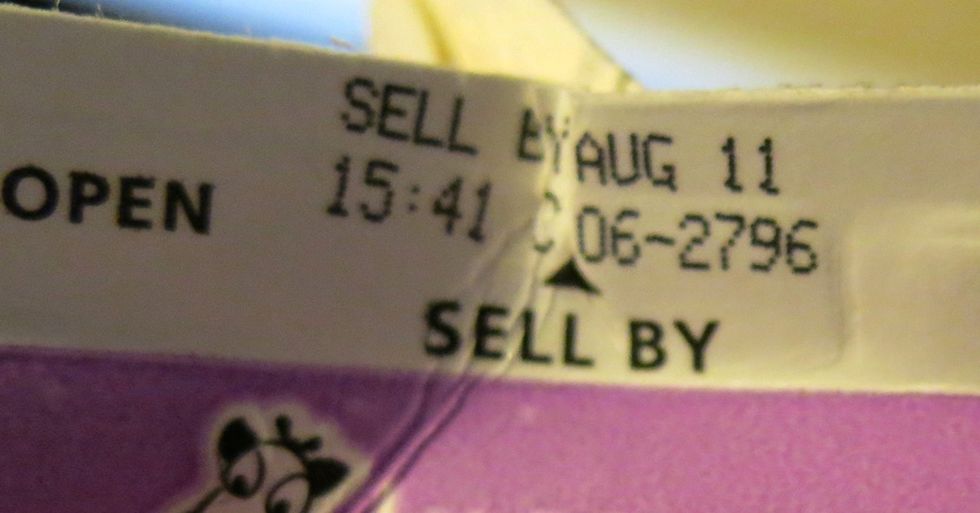 SELL BY AUG 11
OPEN
15:41 C 06-2796
SELL BY